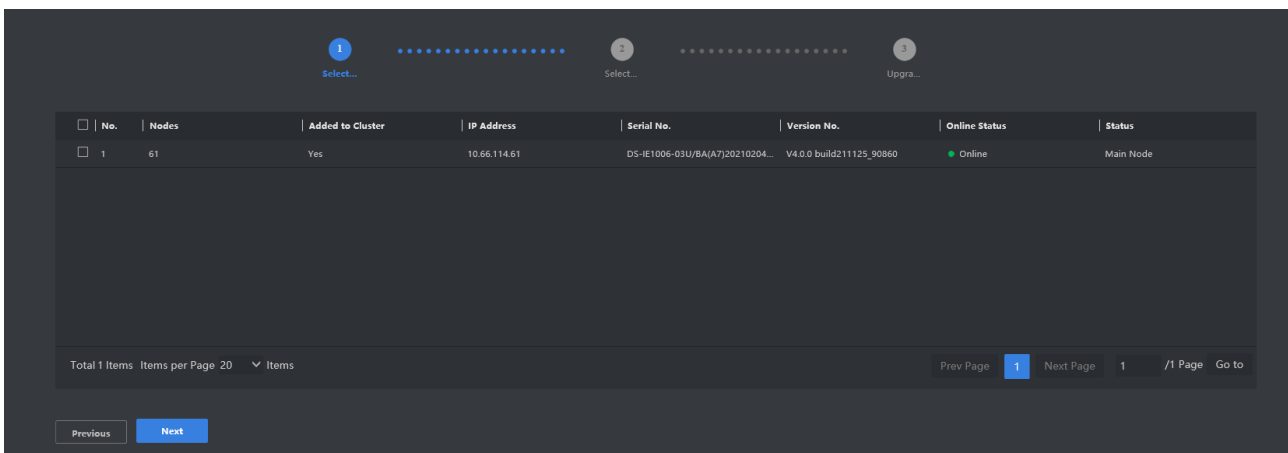 1 2 3
Select... Select... Upgra...
No. Nodes Added to Cluster IP Address Serial No. Version No. Online Status Status
1 61 Yes 10.66.114.61 DS-IE1006-03U/BA(A7)20210204... V4.0.0 build211125_90860 Online Main Node
Total 1 Items Items per Page 20 Items Prev Page 1 Next Page 1 /1 Page Go to
Previous Next